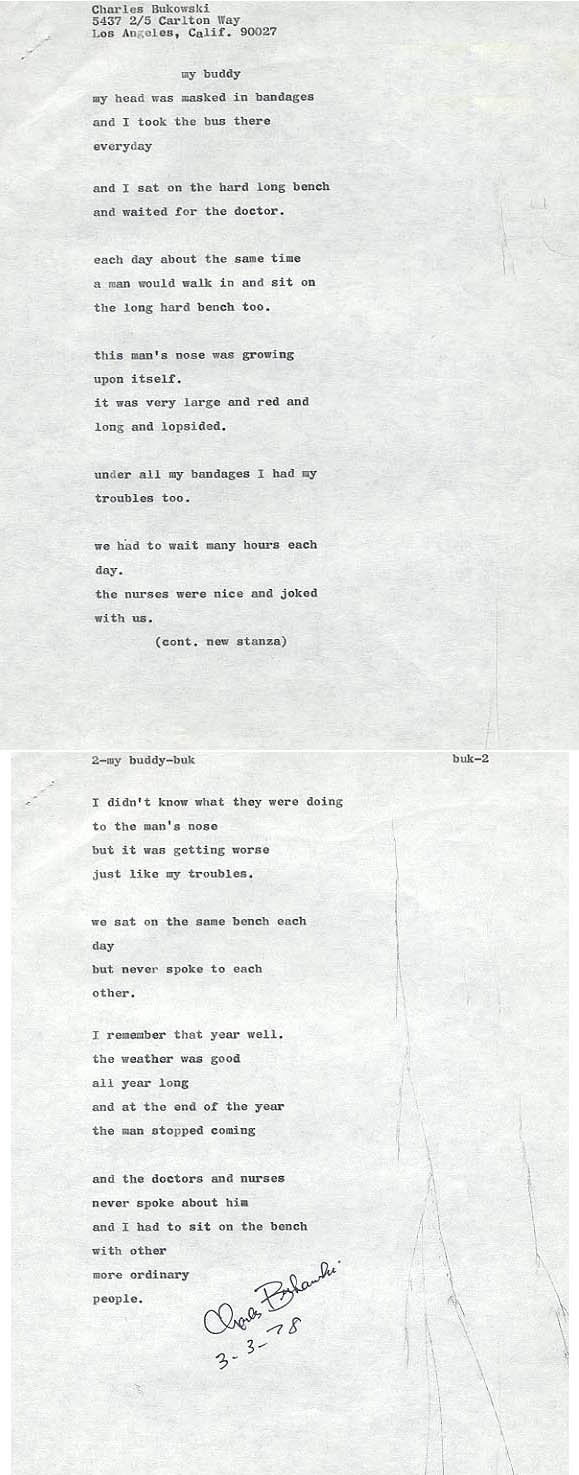 Charles Bukowski
5437 2/5 Carlton Way
Los Angeles, Calif. 90027
my buddy
my head was masked in bandages
and I took the bus there
everyday
and I sat on the hard long bench
and waited for the doctor.
each day about the same time
a man would walk in and sit on
the long hard bench too.
this man's nose was growing
upon itself.
it was very large and red and
long and lopsided.
under all my bandages I had my
troubles too.
we had to wait many hours each
day.
the nurses were nice and joked
with us.
(cont. new stanza)
2-my buddy-buk buk-2
I didn't know what they were doing
to the man's nose
but it was getting worse
just like my troubles.
we sat on the same bench each
day
but never spoke to each
other.
I remember that year well.
the weather was good
all year long
and at the end of the year
the man stopped coming
and the doctors and nurses
never spoke about him
and I had to sit on the bench
with other
more ordinary
people.
Charles Bukowski
3-3-78